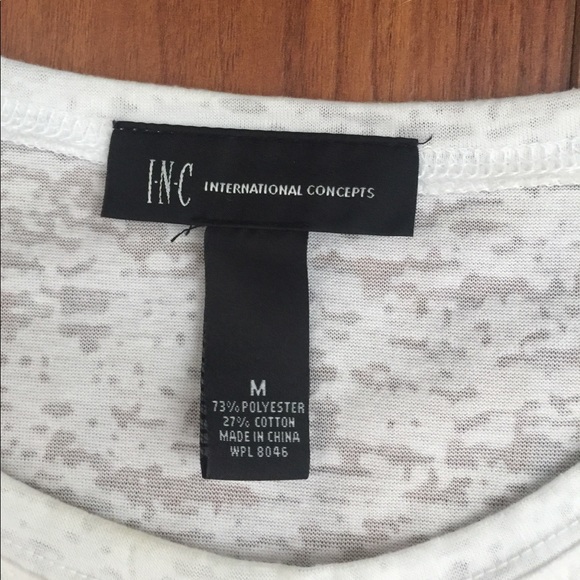 I·N·C INTERNATIONAL CONCEPTS
M
73% POLYESTER
27% COTTON
MADE IN CHINA
WPL 8046